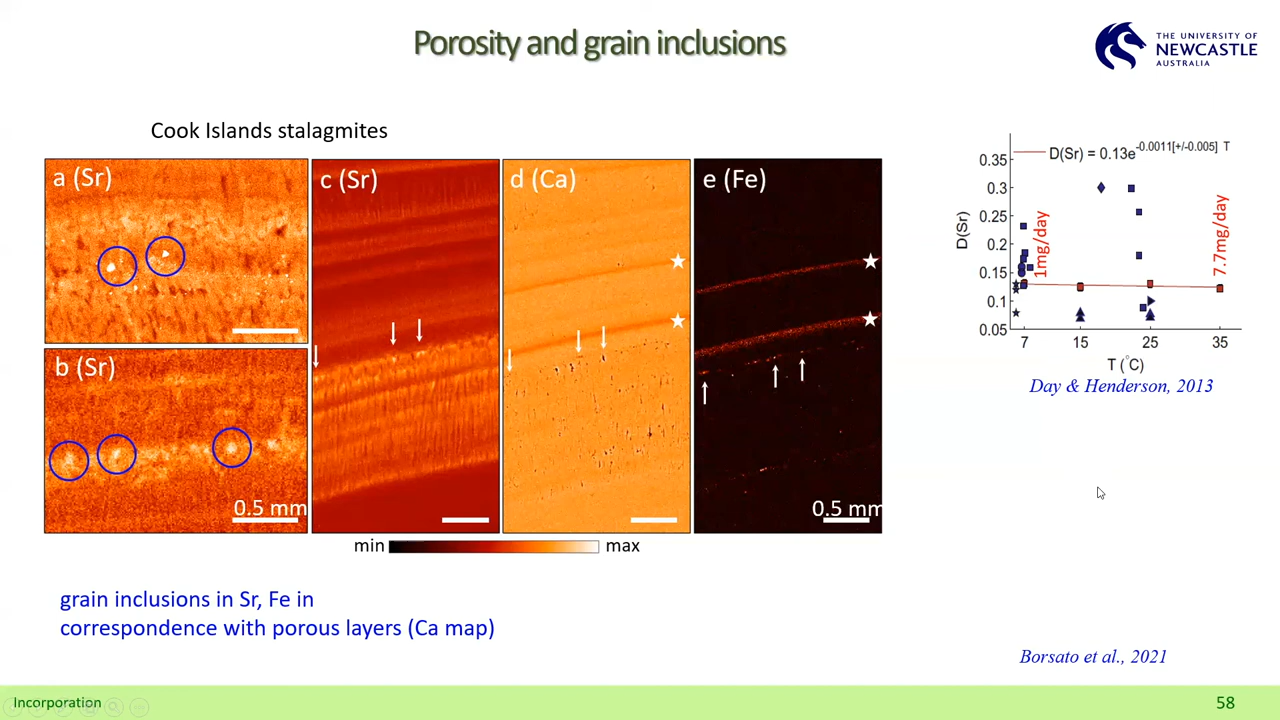 Porosity and grain inclusions
THE UNIVERSITY OF
NEWCASTLE
AUSTRALIA
Cook Islands stalagmites
a (Sr)
b (Sr)
0.5 mm
c (Sr)
d (Ca)
e (Fe)
0.5 mm
min
max
D(Sr) = 0.13e-0.0011[+/-0.005] T
0.35
0.3
0.25
0.2
0.15
0.1
0.05
D(Sr)
1mg/day
7.7mg/day
7
15
25
35
T (°C)
Day & Henderson, 2013
grain inclusions in Sr, Fe in
correspondence with porous layers (Ca map)
Borsato et al., 2021
Incorporation
58